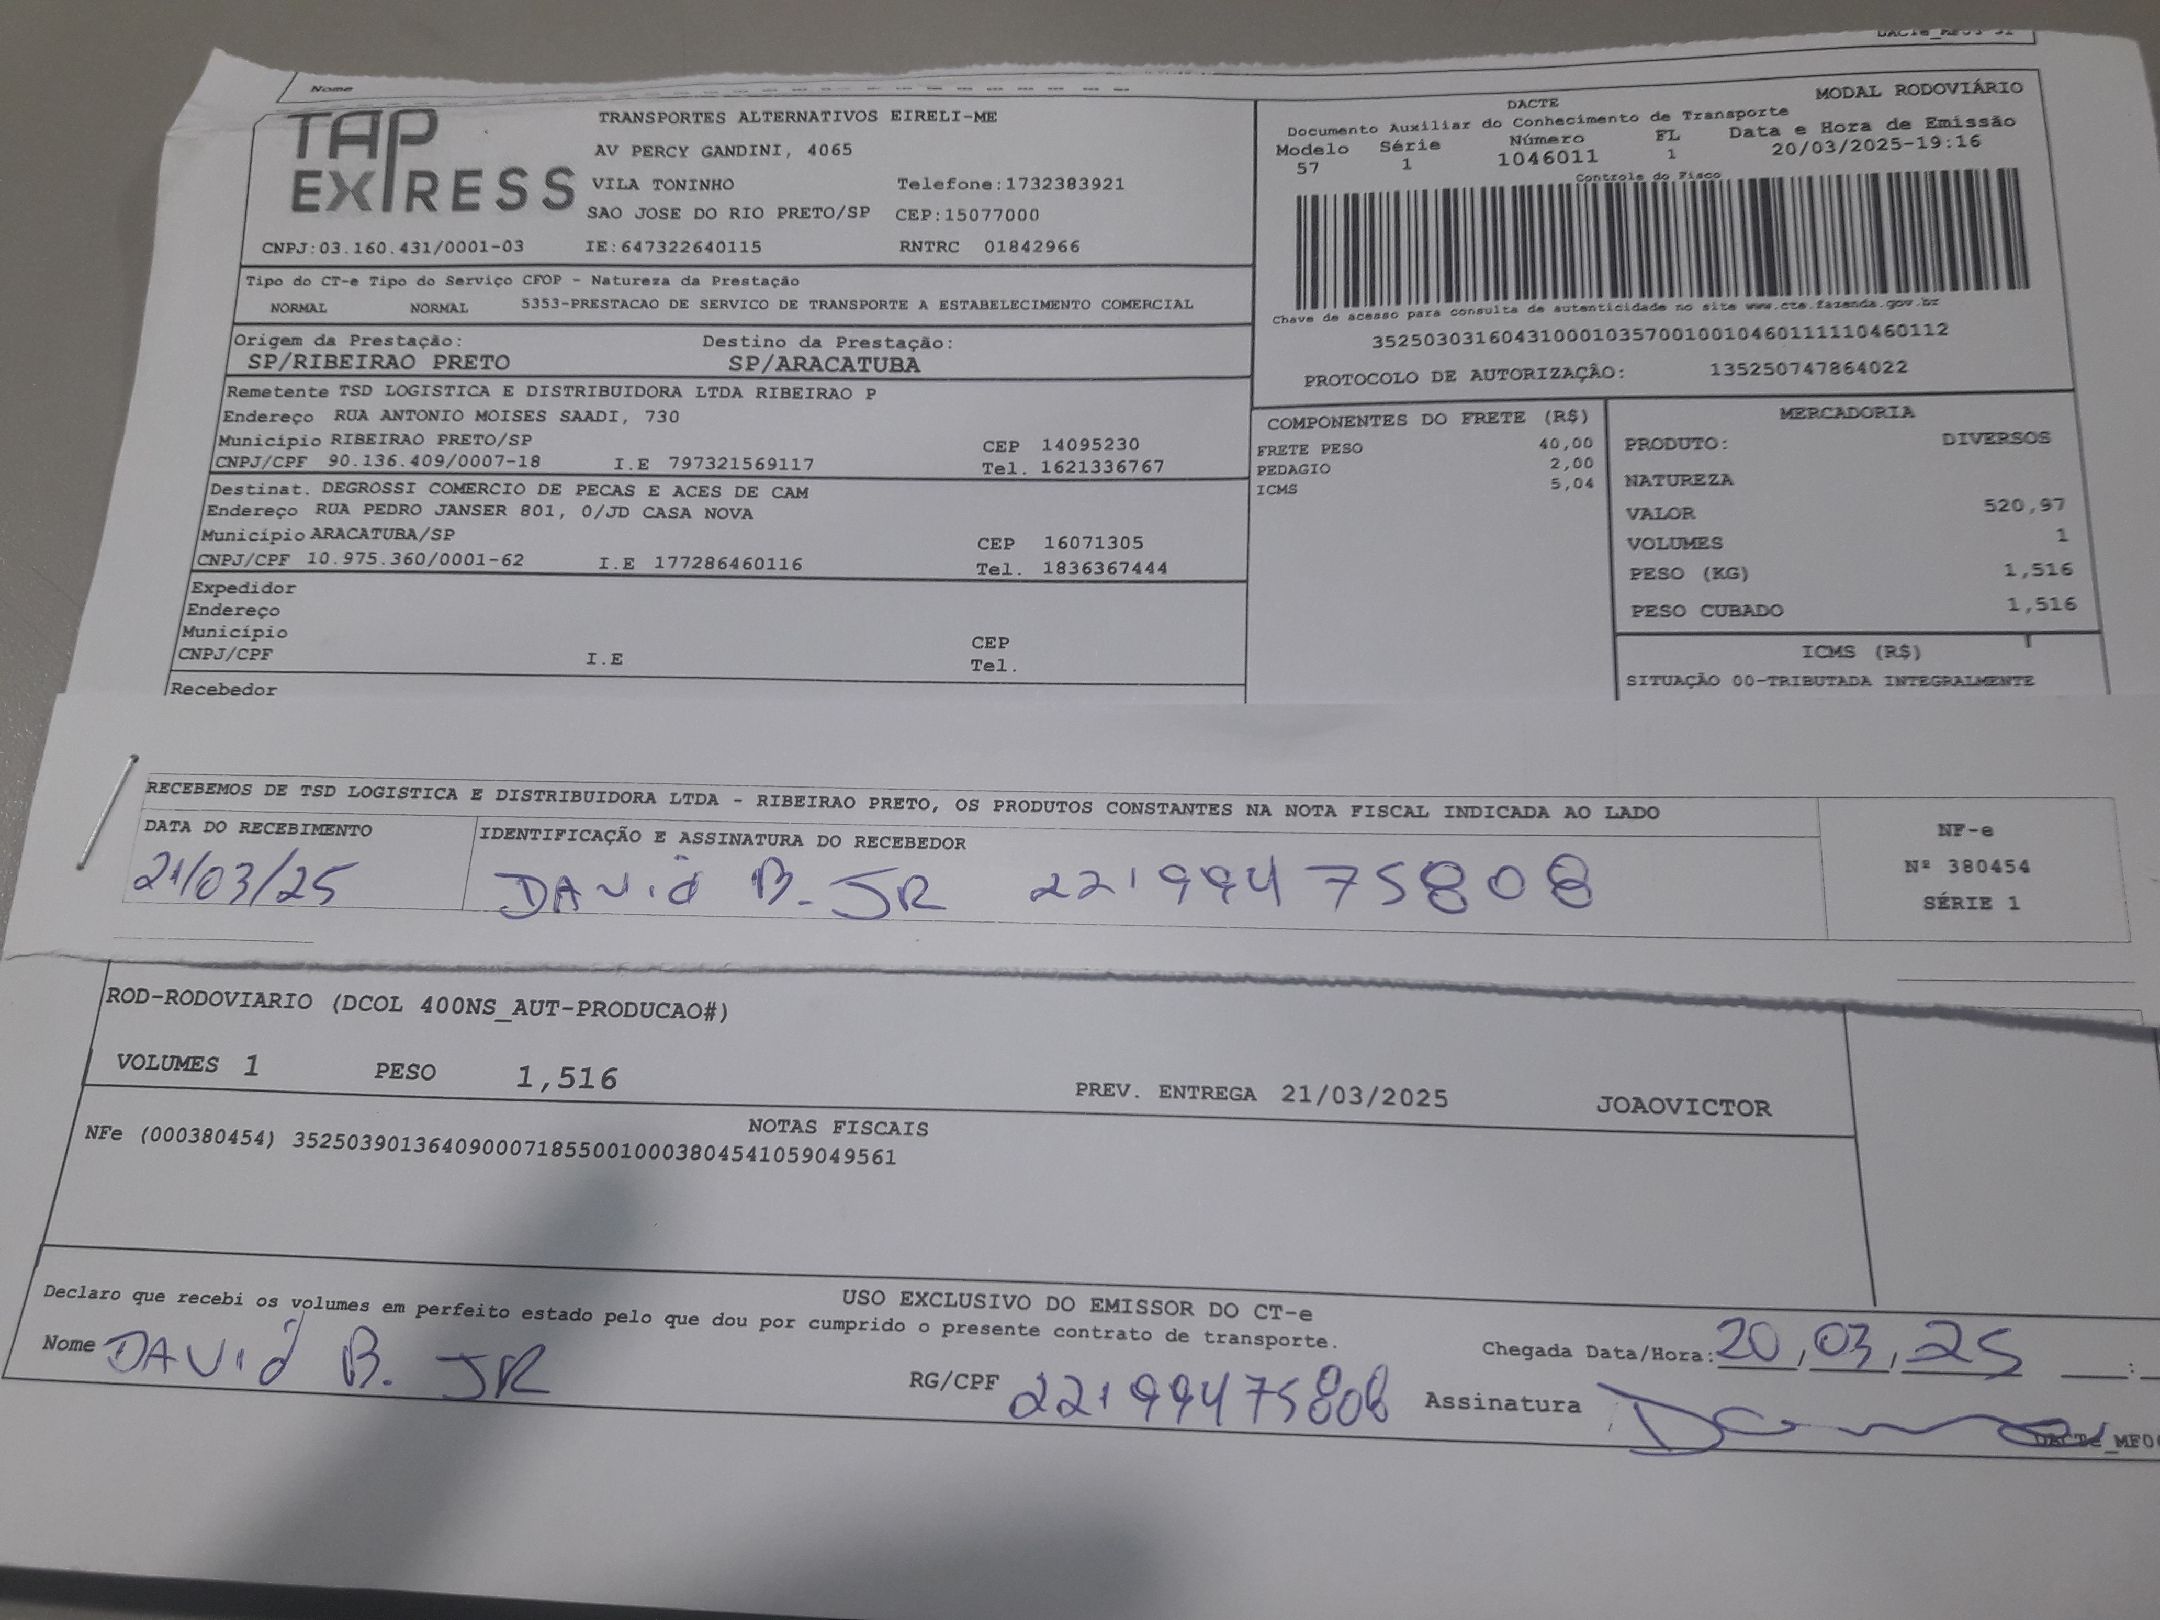 Nome
TAP
EXPRESS
TRANSPORTES ALTERNATIVOS EIRELI-ME
AV PERCY GANDINI, 4065
VILA TONINHO Telefone:1732383921
SAO JOSE DO RIO PRETO/SP CEP:15077000
CNPJ:03.160.431/0001-03 IE:647322640115 RNTRC 01842966
MODAL RODOVIÁRIO
DACTE
Documento Auxiliar do Conhecimento de Transporte
Modelo Série Número FL Data e Hora de Emissão
57 1 1046011 1 20/03/2025-19:16
Controle do Fisco
Chave de acesso para consulta de autenticidade no site www.cte.fazenda.gov.br
35250303160431000103570010010460111110460112
PROTOCOLO DE AUTORIZAÇÃO: 135250747864022
Tipo do CT-e Tipo do Serviço CFOP - Natureza da Prestação
NORMAL NORMAL 5353-PRESTACAO DE SERVICO DE TRANSPORTE A ESTABELECIMENTO COMERCIAL
Origem da Prestação: Destino da Prestação:
SP/RIBEIRAO PRETO SP/ARACATUBA
Remetente TSD LOGISTICA E DISTRIBUIDORA LTDA RIBEIRAO P
Endereço RUA ANTONIO MOISES SAADI, 730
Município RIBEIRAO PRETO/SP CEP 14095230
CNPJ/CPF 90.136.409/0007-18 I.E 797321569117 Tel. 1621336767
Destinat. DEGROSSI COMERCIO DE PECAS E ACES DE CAM
Endereço RUA PEDRO JANSER 801, 0/JD CASA NOVA
Município ARACATUBA/SP CEP 16071305
CNPJ/CPF 10.975.360/0001-62 I.E 177286460116 Tel. 1836367444
Expedidor
Endereço
Município CEP
CNPJ/CPF I.E Tel.
Recebedor
COMPONENTES DO FRETE (R$)
FRETE PESO 40,00
PEDAGIO 2,00
ICMS 5,04
MERCADORIA
PRODUTO: DIVERSOS
NATUREZA
VALOR 520,97
VOLUMES 1
PESO (KG) 1,516
PESO CUBADO 1,516
ICMS (R$)
SITUAÇÃO 00-TRIBUTADA INTEGRALMENTE
RECEBEMOS DE TSD LOGISTICA E DISTRIBUIDORA LTDA - RIBEIRAO PRETO, OS PRODUTOS CONSTANTES NA NOTA FISCAL INDICADA AO LADO
DATA DO RECEBIMENTO IDENTIFICAÇÃO E ASSINATURA DO RECEBEDOR
21/03/25 DAViD B. JR 22199475808
NF-e
Nº 380454
SÉRIE 1
ROD-RODOVIARIO (DCOL 400NS_AUT-PRODUCAO#)
VOLUMES 1 PESO 1,516 PREV. ENTREGA 21/03/2025 JOAOVICTOR
NOTAS FISCAIS
NFe (000380454) 35250390136409000718550010003804541059049561
USO EXCLUSIVO DO EMISSOR DO CT-e
Declaro que recebi os volumes em perfeito estado pelo que dou por cumprido o presente contrato de transporte.
Nome DAViD B. JR RG/CPF 22199475808 Chegada Data/Hora: 20,03,25 :
Assinatura